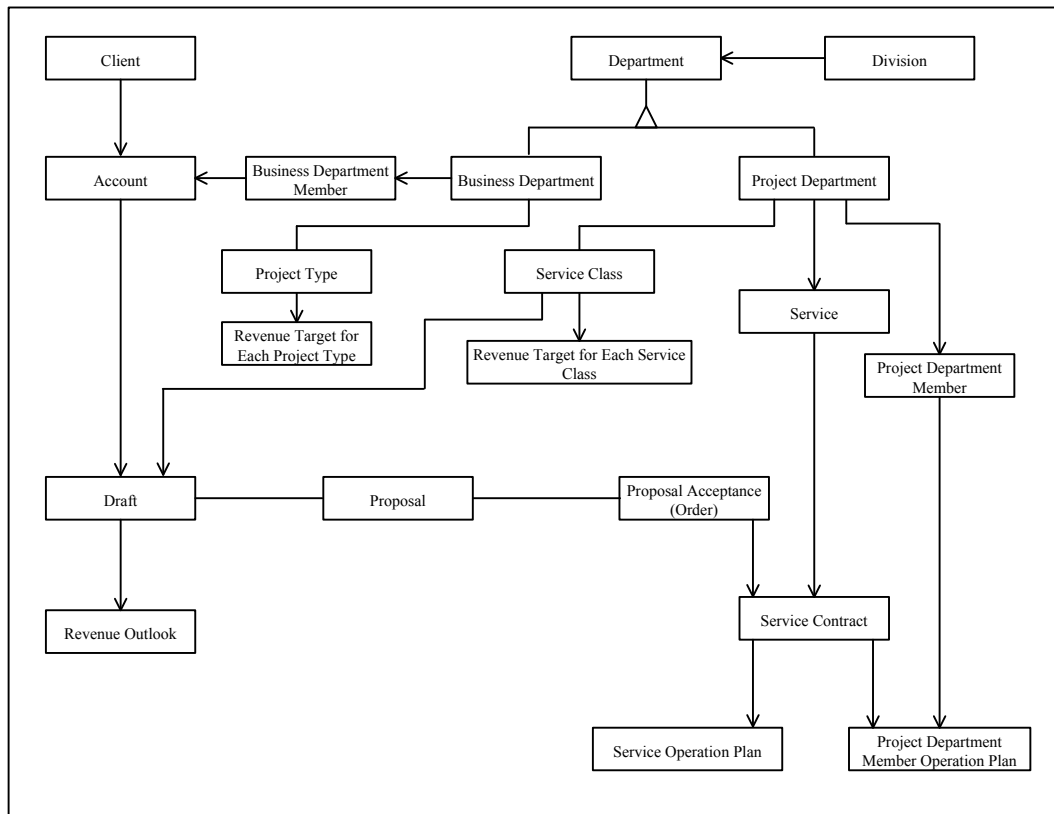 Client
Department
Division
Account
Business Department
Member
Business Department
Project Department
Project Type
Service Class
Service
Revenue Target for
Each Project Type
Revenue Target for Each Service
Class
Project Department
Member
Draft
Proposal
Proposal Acceptance
(Order)
Revenue Outlook
Service Contract
Service Operation Plan
Project Department
Member Operation Plan